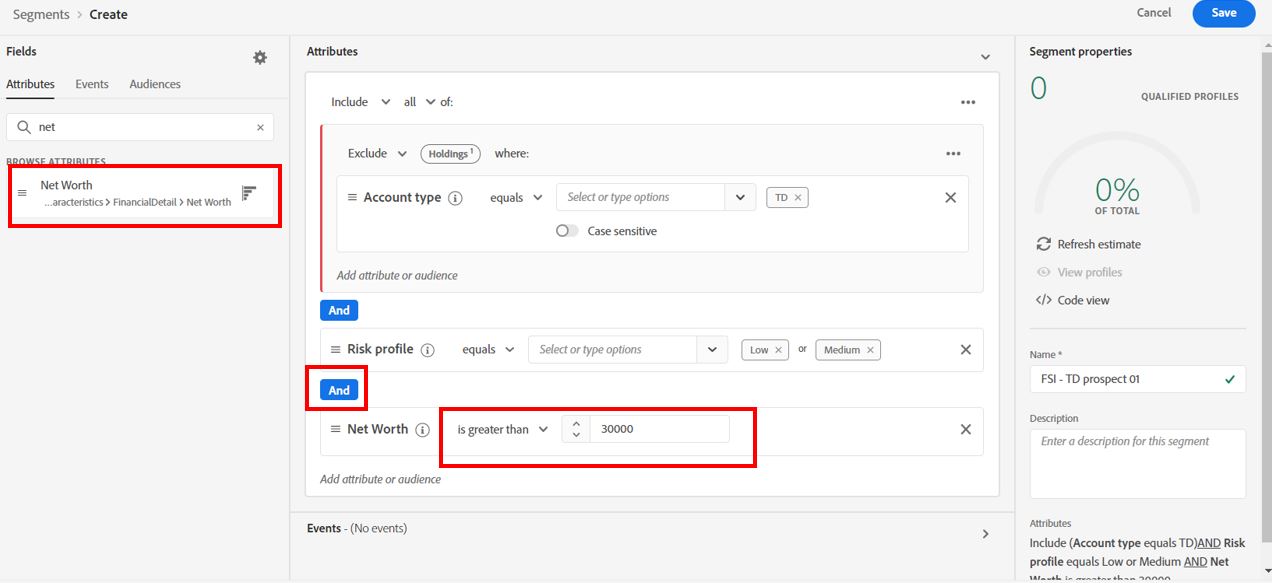 Segments > Create
Cancel
Save
Fields
Attributes Events Audiences
net
BROWSE ATTRIBUTES
Net Worth
...aracteristics > FinancialDetail > Net Worth
Attributes
Include all of:
Exclude Holdings 1 where:
Account type equals Select or type options TD
Case sensitive
Add attribute or audience
And
Risk profile equals Select or type options Low or Medium
And
Net Worth is greater than 30000
Add attribute or audience
Events - (No events)
Segment properties
0 QUALIFIED PROFILES
0%
OF TOTAL
Refresh estimate
View profiles
</> Code view
Name *
FSI - TD prospect 01
Description
Enter a description for this segment
Attributes
Include (Account type equals TD)AND Risk
profile equals Low or Medium AND Net
Worth is greater than 30000